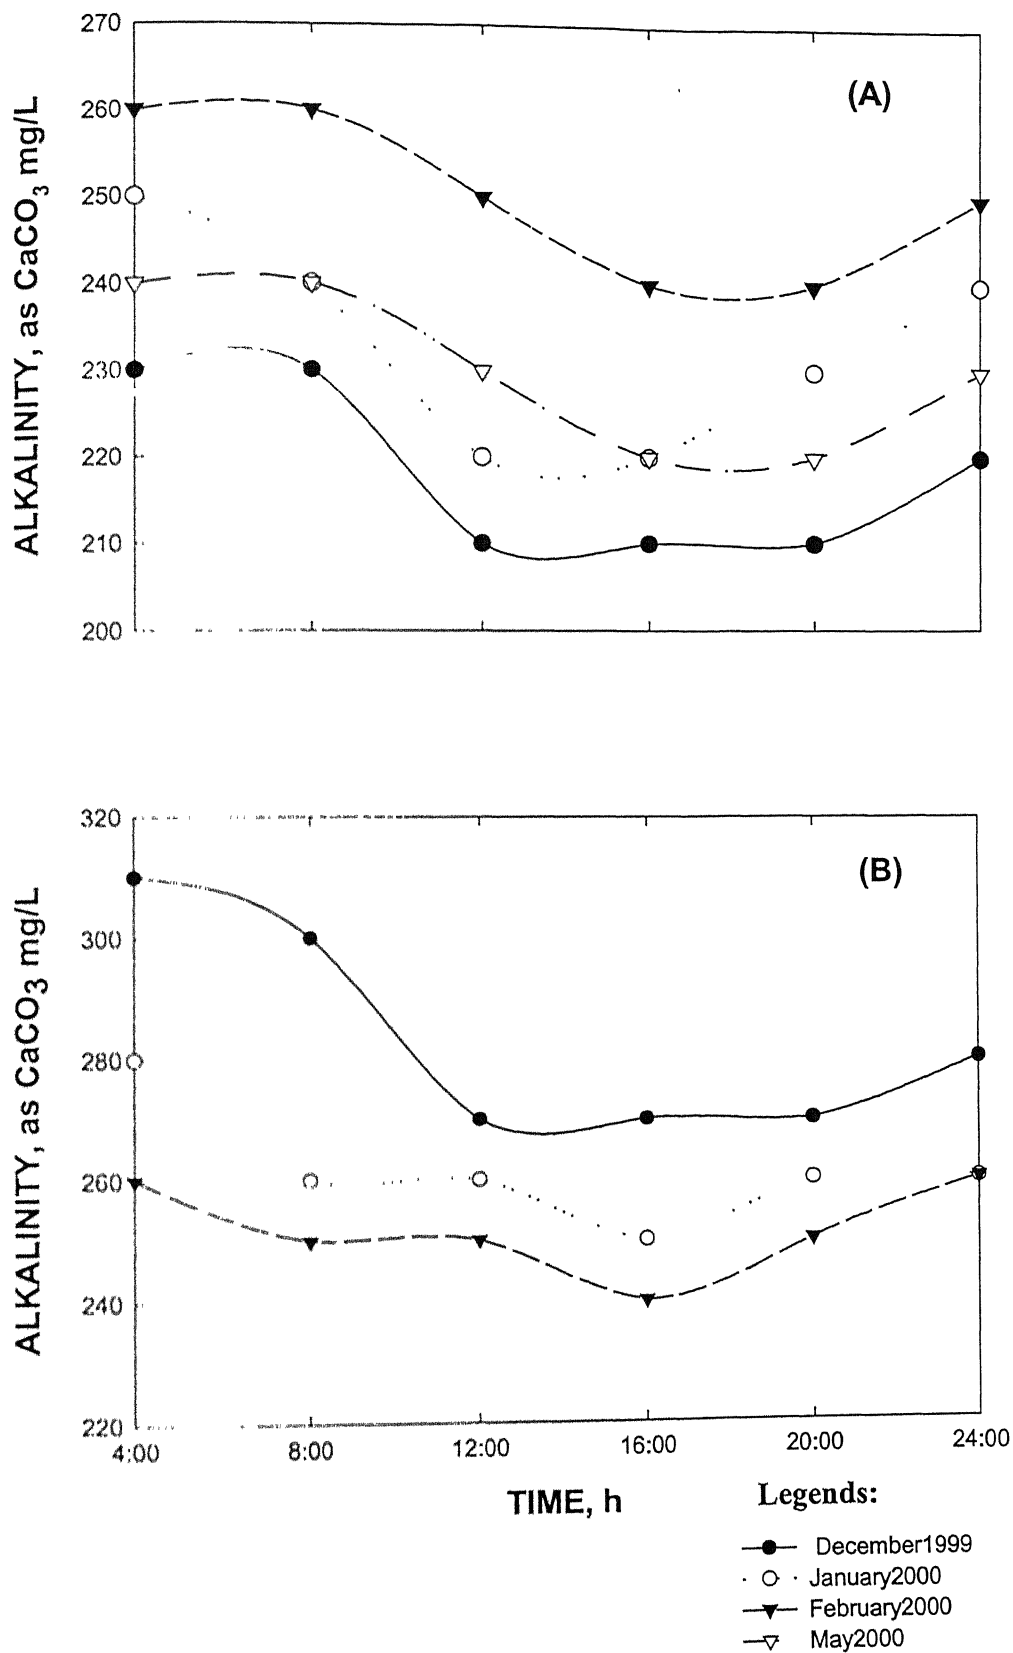 270
260
250
240
230
220
210
200
ALKALINITY, as CaCO3 mg/L
(A)
320
300
280
260
240
220
ALKALINITY, as CaCO3 mg/L
(B)
4:00 8:00 12:00 16:00 20:00 24:00
TIME, h
Legends:
December1999
January2000
February2000
May2000